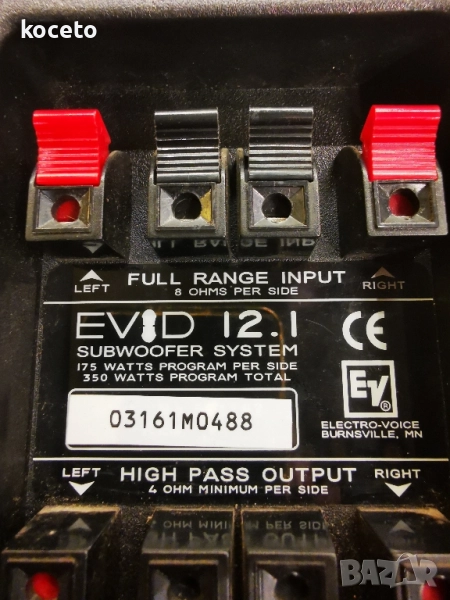 koceto
FULL RANGE INPUT
LEFT
8 OHMS PER SIDE
RIGHT
EVID 12.1
SUBWOOFER SYSTEM
175 WATTS PROGRAM PER SIDE
350 WATTS PROGRAM TOTAL
CE
EV®
03161M0488
ELECTRO-VOICE
BURNSVILLE, MN
LEFT
HIGH PASS OUTPUT
RIGHT
4 OHM MINIMUM PER SIDE
BAZAR